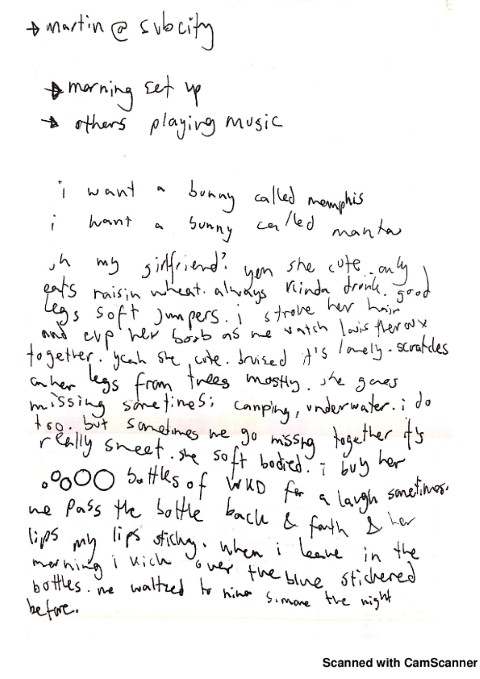 → martin @ subcity
→ morning set up
→ others playing music
i want a bunny called memphis
i want a bunny called manta
oh my girlfriend? yeh she cute. only
eats raisin wheat. always kinda drunk. good
legs soft jumpers. i stroke her hair
and cup her boob as we watch louis theroux
together. yeah she cute. bruised it's lovely. scratches
on her legs from trees mostly. she goes
missing sometimes; camping, underwater. i do
too. but sometimes we go missing together it's
really sweet. she soft bodied. i buy her
bottles of WKD for a laugh sometimes.
we pass the bottle back & forth & her
lips my lips sticky. when i leave in the
morning i kick over the blue stickered
bottles. we waltzed to nina simone the night
before.
Scanned with CamScanner